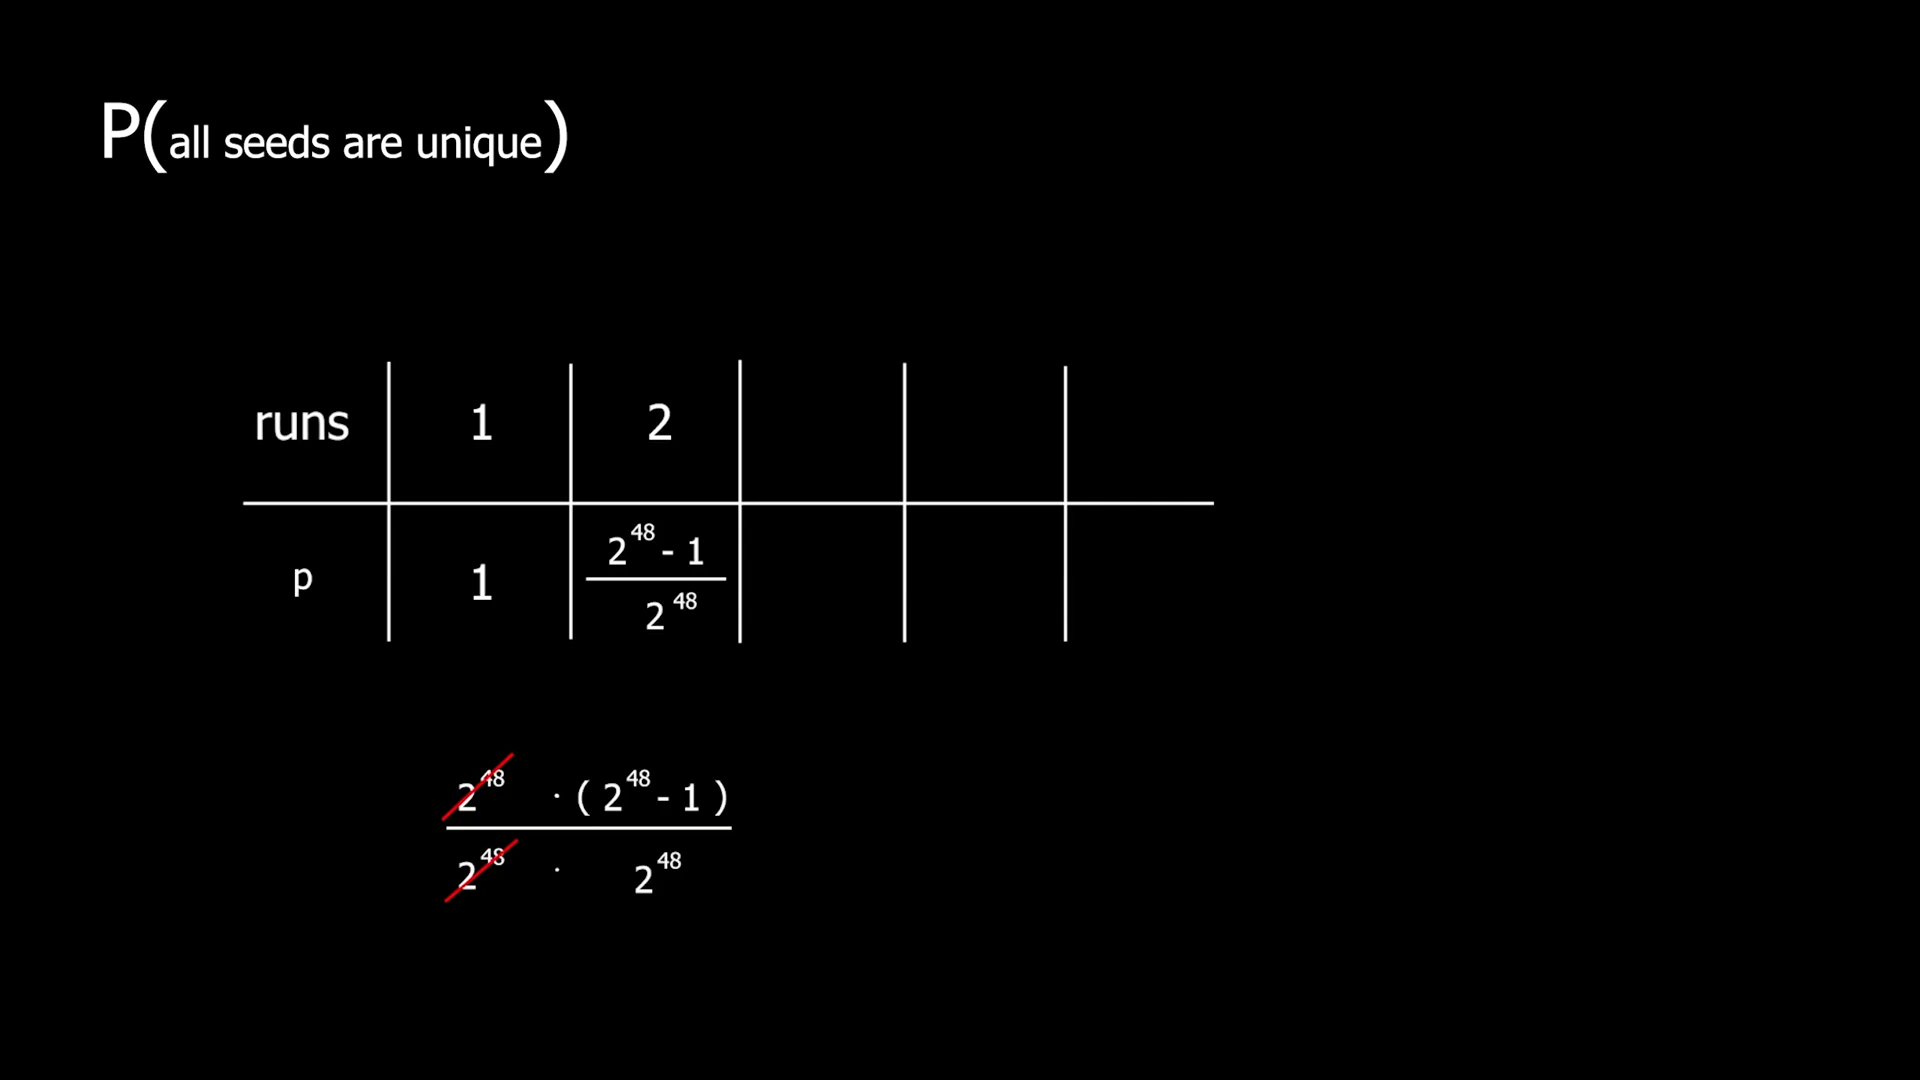 P(all seeds are unique)
runs 1 2
p 1 2^48 - 1
2^48
2^48 · ( 2^48 - 1 )
2^48 · 2^48